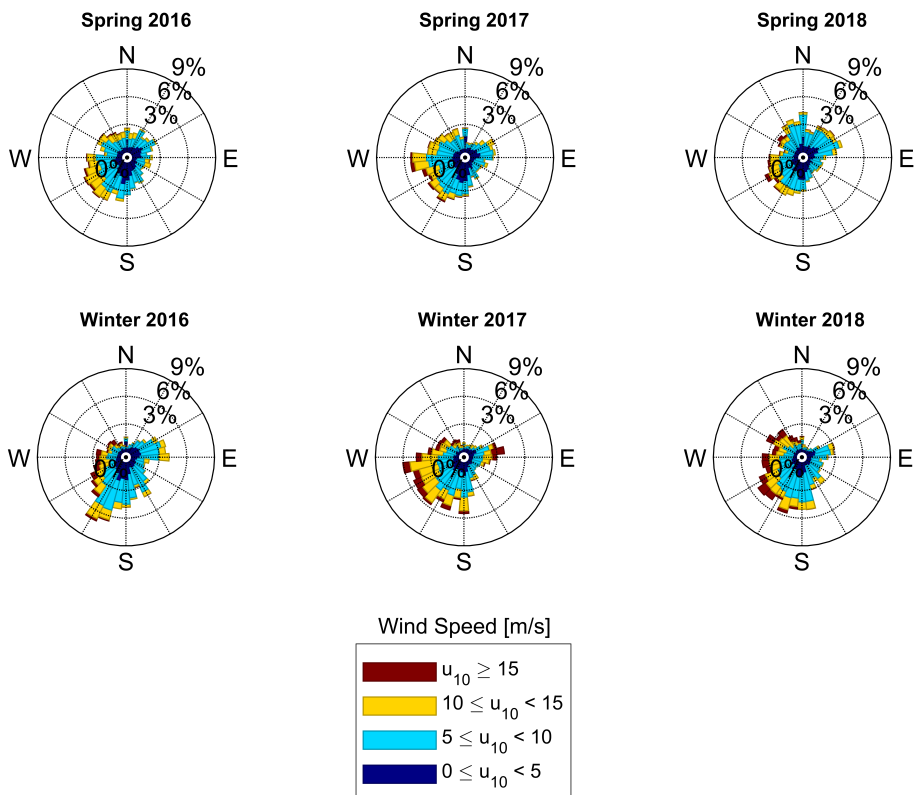 Spring 2016
N
9%
6%
3%
0%
W
E
S
Spring 2017
N
9%
6%
3%
0%
W
E
S
Spring 2018
N
9%
6%
3%
0%
W
E
S
Winter 2016
N
9%
6%
3%
0%
W
E
S
Winter 2017
N
9%
6%
3%
0%
W
E
S
Winter 2018
N
9%
6%
3%
0%
W
E
S
Wind Speed [m/s]
u10 ≥ 15
10 ≤ u10 < 15
5 ≤ u10 < 10
0 ≤ u10 < 5